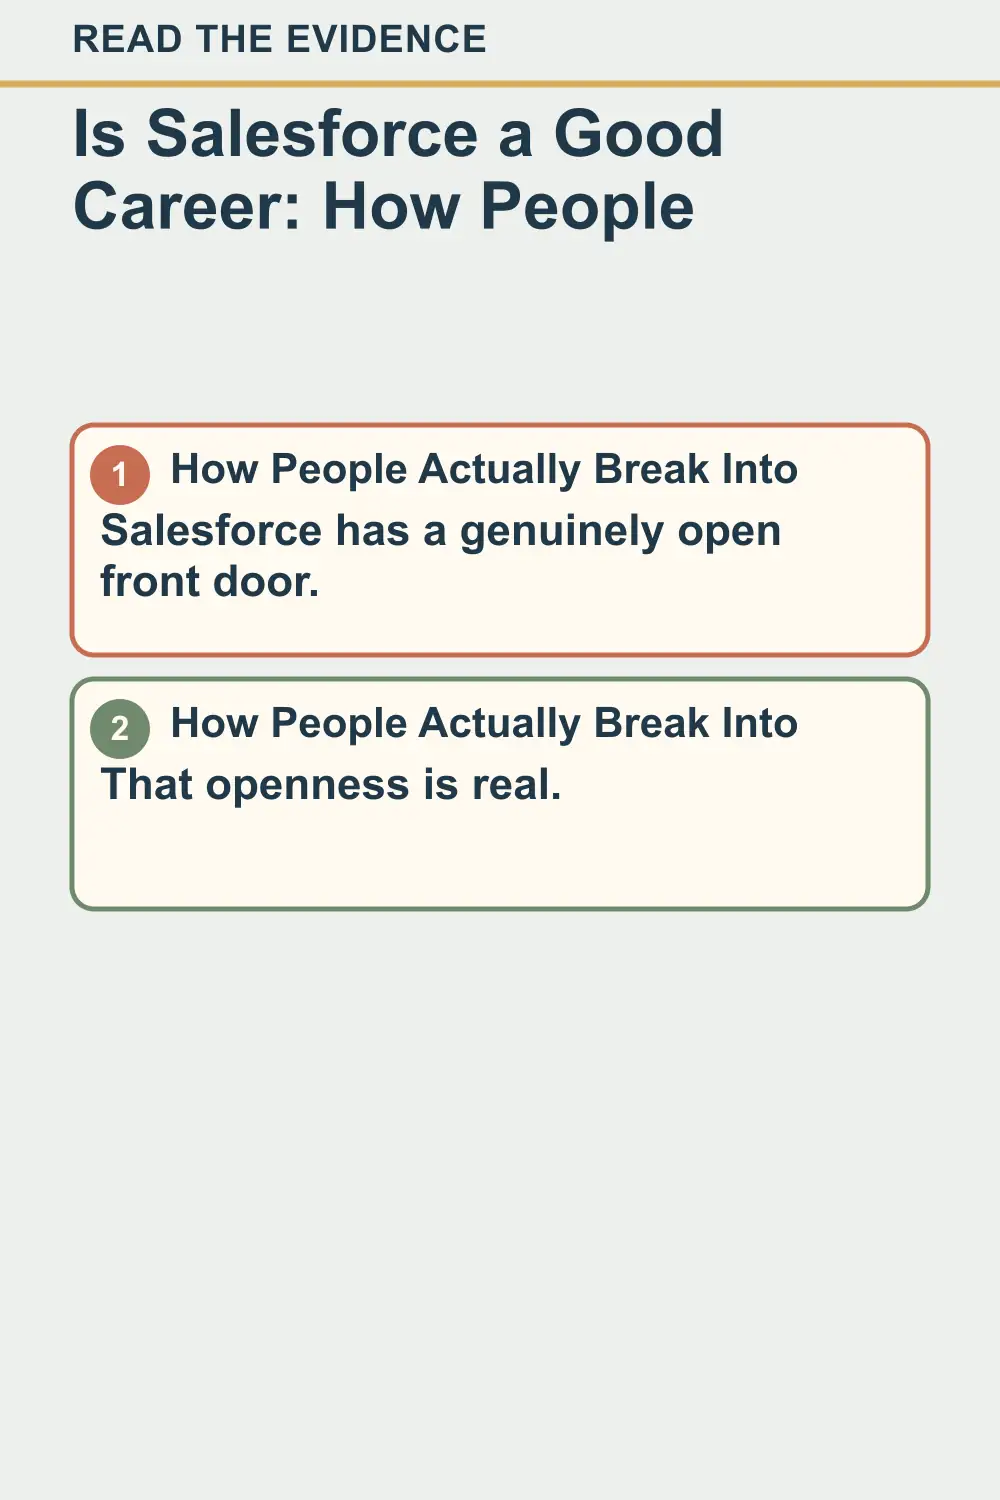 READ THE EVIDENCE
Is Salesforce a Good
Career: How People
1 How People Actually Break Into
Salesforce has a genuinely open
front door.
2 How People Actually Break Into
That openness is real.